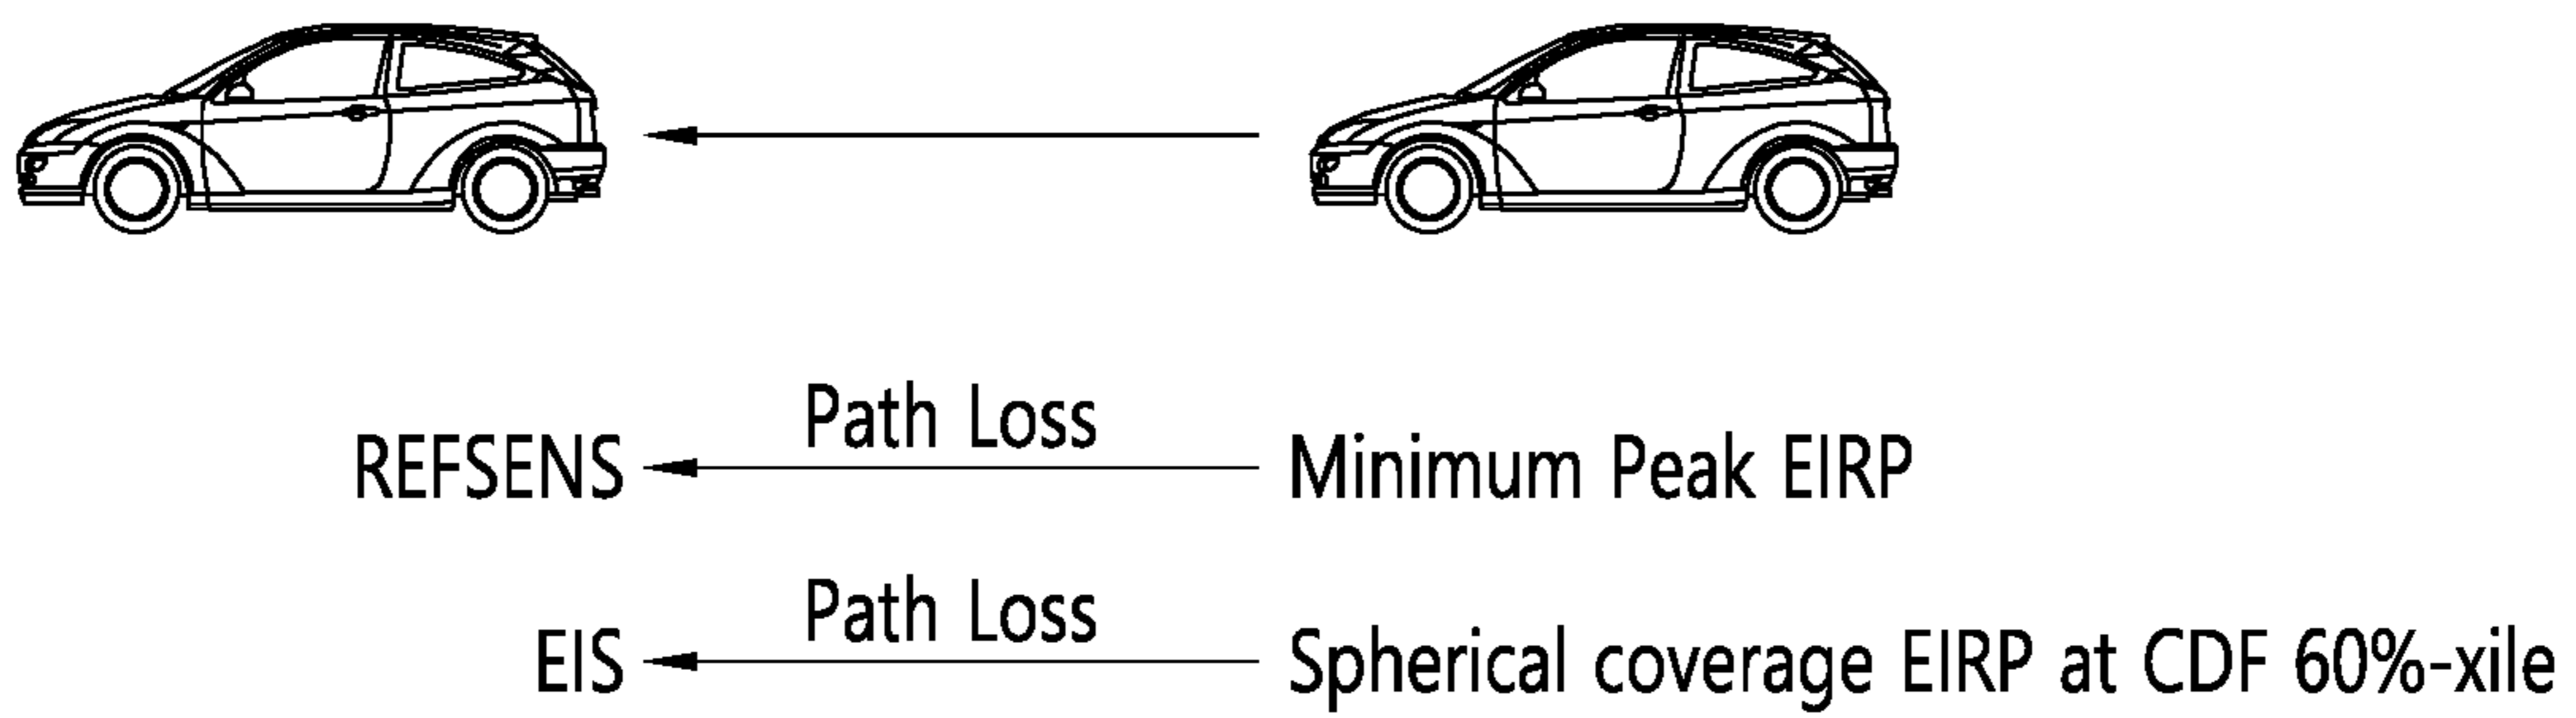 Path Loss
REFSENS Minimum Peak EIRP
Path Loss
EIS Spherical coverage EIRP at CDF 60%-xile